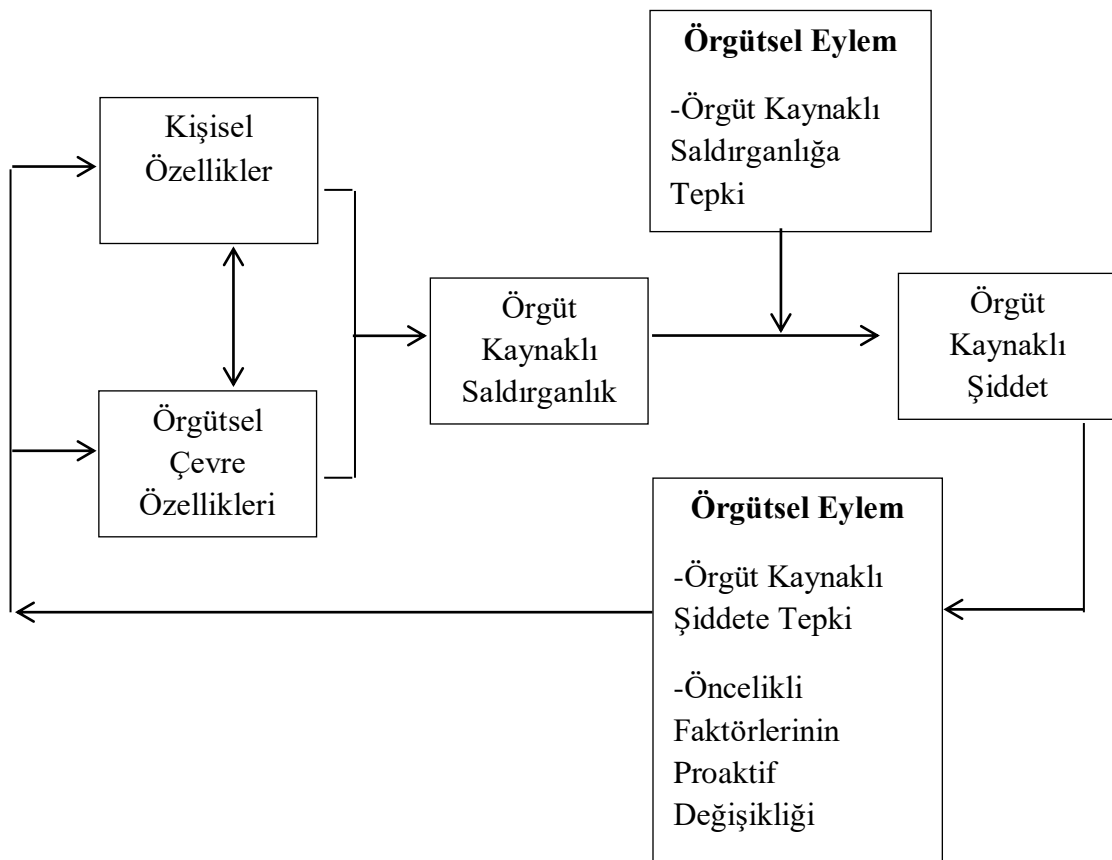 Örgütsel Eylem
-Örgüt Kaynaklı
Saldırganlığa
Tepki
Kişisel
Özellikler
Örgüt
Kaynaklı
Saldırganlık
Örgüt
Kaynaklı
Şiddet
Örgütsel
Çevre
Özellikleri
Örgütsel Eylem
-Örgüt Kaynaklı
Şiddete Tepki
-Öncelikli
Faktörlerinin
Proaktif
Değişikliği